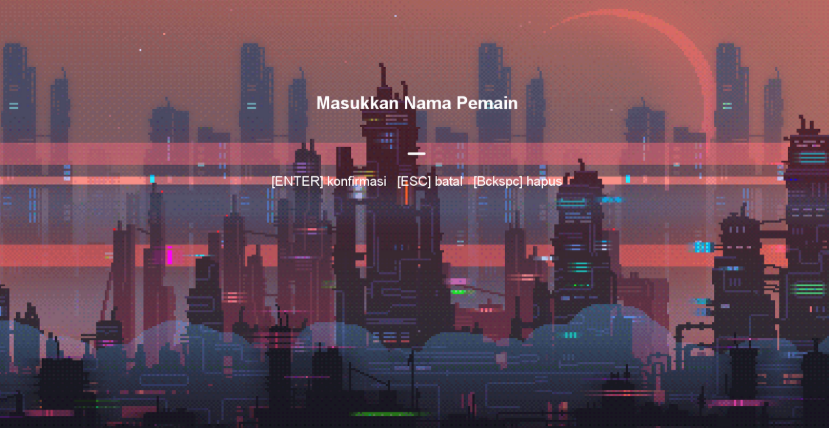 Masukkan Nama Pemain
_
[ENTER] konfirmasi [ESC] batal [Bckspc] hapus